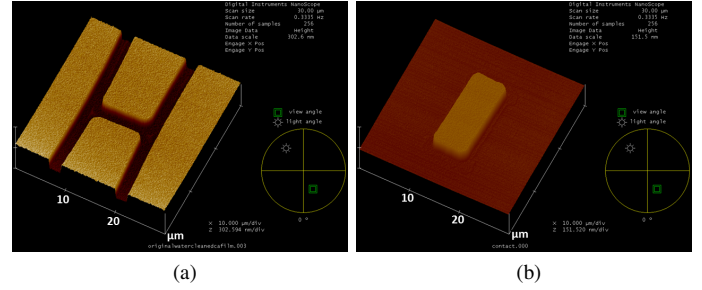 Digital Instruments NanoScope
Scan size 30.00 µm
Scan rate 0.3335 Hz
Number of samples 256
Image Data Height
Data scale 302.6 nm
Engage X Pos
Engage Y Pos
view angle
light angle
0 °
10
20
µm
X 10.000 µm/div
Z 302.594 nm/div
originalwatercleanedcafilm.003
(a)
Digital Instruments NanoScope
Scan size 30.00 µm
Scan rate 0.3335 Hz
Number of samples 256
Image Data Height
Data scale 151.5 nm
Engage X Pos
Engage Y Pos
view angle
light angle
0 °
10
20
µm
X 10.000 µm/div
Z 151.520 nm/div
contact.000
(b)